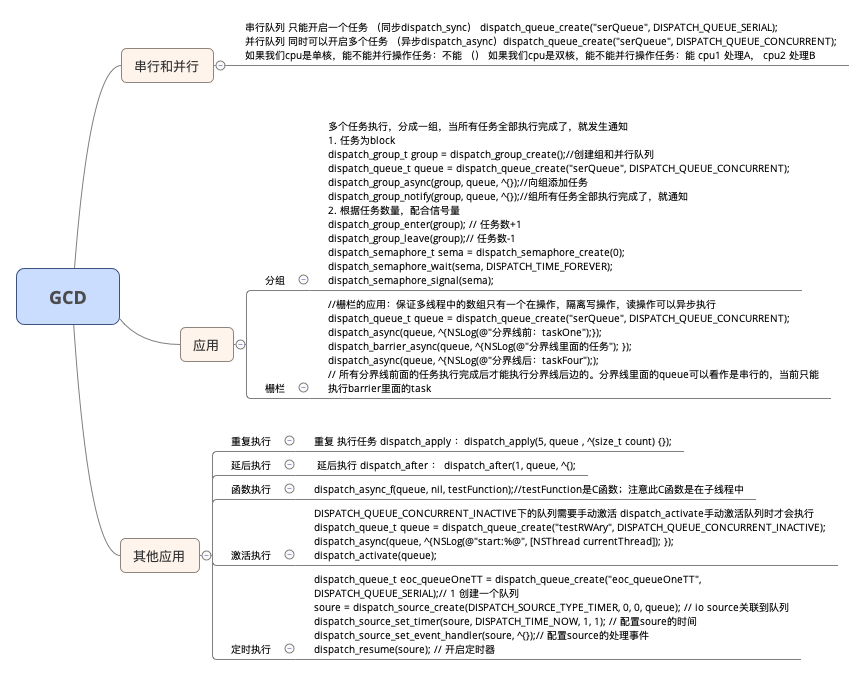 GCD
串行和并行
串行队列 只能开启一个任务 （同步dispatch_sync） dispatch_queue_create("serQueue", DISPATCH_QUEUE_SERIAL);
并行队列 同时可以开启多个任务 （异步dispatch_async）dispatch_queue_create("serQueue", DISPATCH_QUEUE_CONCURRENT);
如果我们cpu是单核，能不能并行操作任务：不能 （） 如果我们cpu是双核，能不能并行操作任务：能 cpu1 处理A， cpu2 处理B
应用
分组
多个任务执行，分成一组，当所有任务全部执行完成了，就发生通知
1. 任务为block
dispatch_group_t group = dispatch_group_create();//创建组和并行队列
dispatch_queue_t queue = dispatch_queue_create("serQueue", DISPATCH_QUEUE_CONCURRENT);
dispatch_group_async(group, queue, ^{});//向组添加任务
dispatch_group_notify(group, queue, ^{});//组所有任务全部执行完成了，就通知
2. 根据任务数量，配合信号量
dispatch_group_enter(group); // 任务数+1
dispatch_group_leave(group);// 任务数-1
dispatch_semaphore_t sema = dispatch_semaphore_create(0);
dispatch_semaphore_wait(sema, DISPATCH_TIME_FOREVER);
dispatch_semaphore_signal(sema);
栅栏
//栅栏的应用：保证多线程中的数组只有一个在操作，隔离写操作，读操作可以异步执行
dispatch_queue_t queue = dispatch_queue_create("serQueue", DISPATCH_QUEUE_CONCURRENT);
dispatch_async(queue, ^{NSLog(@"分界线前：taskOne");});
dispatch_barrier_async(queue, ^{NSLog(@"分界线里面的任务"); });
dispatch_async(queue, ^{NSLog(@"分界线后：taskFour"););
// 所有分界线前面的任务执行完成后才能执行分界线后边的。分界线里面的queue可以看作是串行的，当前只能
执行barrier里面的task
其他应用
重复执行
重复 执行任务 dispatch_apply ：dispatch_apply(5, queue , ^(size_t count) {});
延后执行
延后执行 dispatch_after ： dispatch_after(1, queue, ^{);
函数执行
dispatch_async_f(queue, nil, testFunction);//testFunction是C函数；注意此C函数是在子线程中
激活执行
DISPATCH_QUEUE_CONCURRENT_INACTIVE下的队列需要手动激活 dispatch_activate手动激活队列时才会执行
dispatch_queue_t queue = dispatch_queue_create("testRWAry", DISPATCH_QUEUE_CONCURRENT_INACTIVE);
dispatch_async(queue, ^{NSLog(@"start:%@", [NSThread currentThread]); });
dispatch_activate(queue);
定时执行
dispatch_queue_t eoc_queueOneTT = dispatch_queue_create("eoc_queueOneTT",
DISPATCH_QUEUE_SERIAL);// 1 创建一个队列
soure = dispatch_source_create(DISPATCH_SOURCE_TYPE_TIMER, 0, 0, queue); // io source关联到队列
dispatch_source_set_timer(soure, DISPATCH_TIME_NOW, 1, 1); // 配置soure的时间
dispatch_source_set_event_handler(soure, ^{});// 配置source的处理事件
dispatch_resume(soure); // 开启定时器